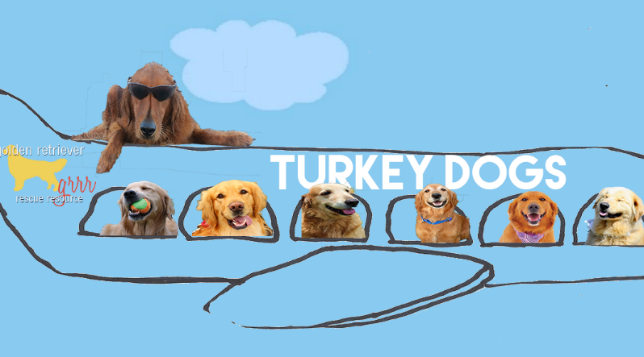 golden retriever
grrr
rescue resource
TURKEY DOGS